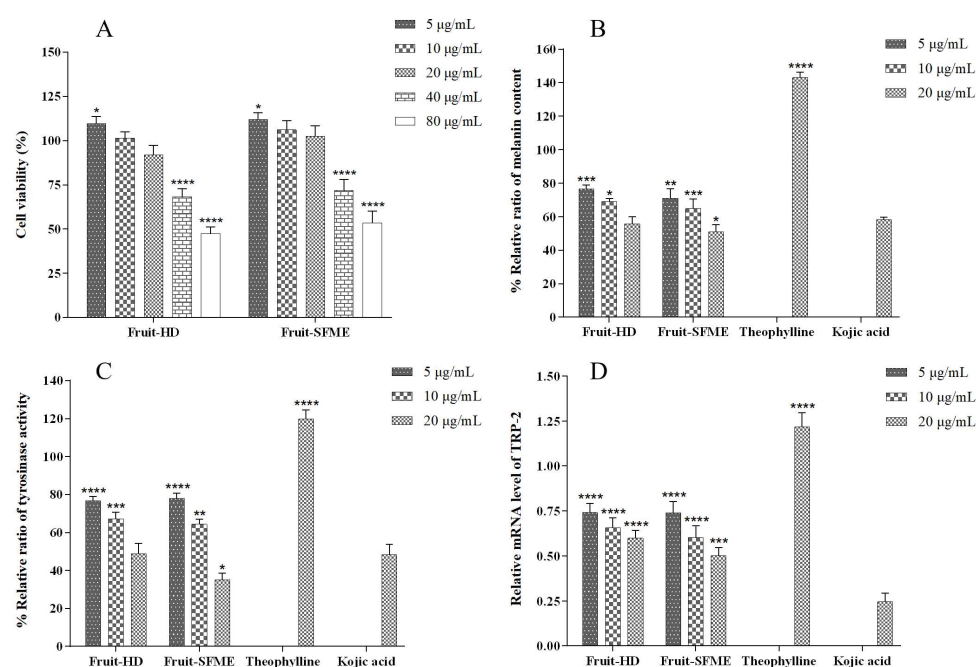 A
5 μg/mL
10 μg/mL
20 μg/mL
40 μg/mL
80 μg/mL
Cell viability (%)
150
125
100
75
50
25
0
*
****
****
*
****
****
Fruit-HD
Fruit-SFME
B
5 μg/mL
10 μg/mL
20 μg/mL
% Relative ratio of melanin content
160
140
120
100
80
60
40
20
0
***
*
**
***
*
****
Fruit-HD
Fruit-SFME
Theophylline
Kojic acid
C
5 μg/mL
10 μg/mL
20 μg/mL
% Relative ratio of tyrosinase activity
140
120
100
80
60
40
20
0
****
***
****
**
*
****
Fruit-HD
Fruit-SFME
Theophylline
Kojic acid
D
5 μg/mL
10 μg/mL
20 μg/mL
Relative mRNA level of TRP-2
1.50
1.25
1.00
0.75
0.50
0.25
0.00
****
****
****
****
****
***
****
Fruit-HD
Fruit-SFME
Theophylline
Kojic acid